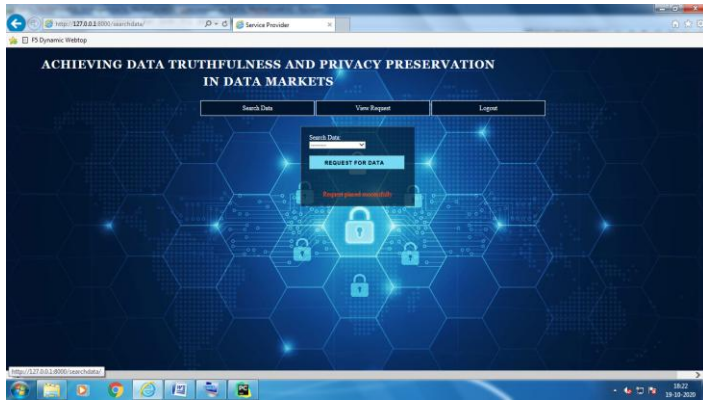 http://127.0.0.1:8000/searchdata/
Service Provider
F5 Dynamic Webtop
ACHIEVING DATA TRUTHFULNESS AND PRIVACY PRESERVATION
IN DATA MARKETS
Search Data View Request Logout
Search Data:
---------
REQUEST FOR DATA
Request placed successfully
http://127.0.0.1:8000/searchdata/
18:22
19-10-2020